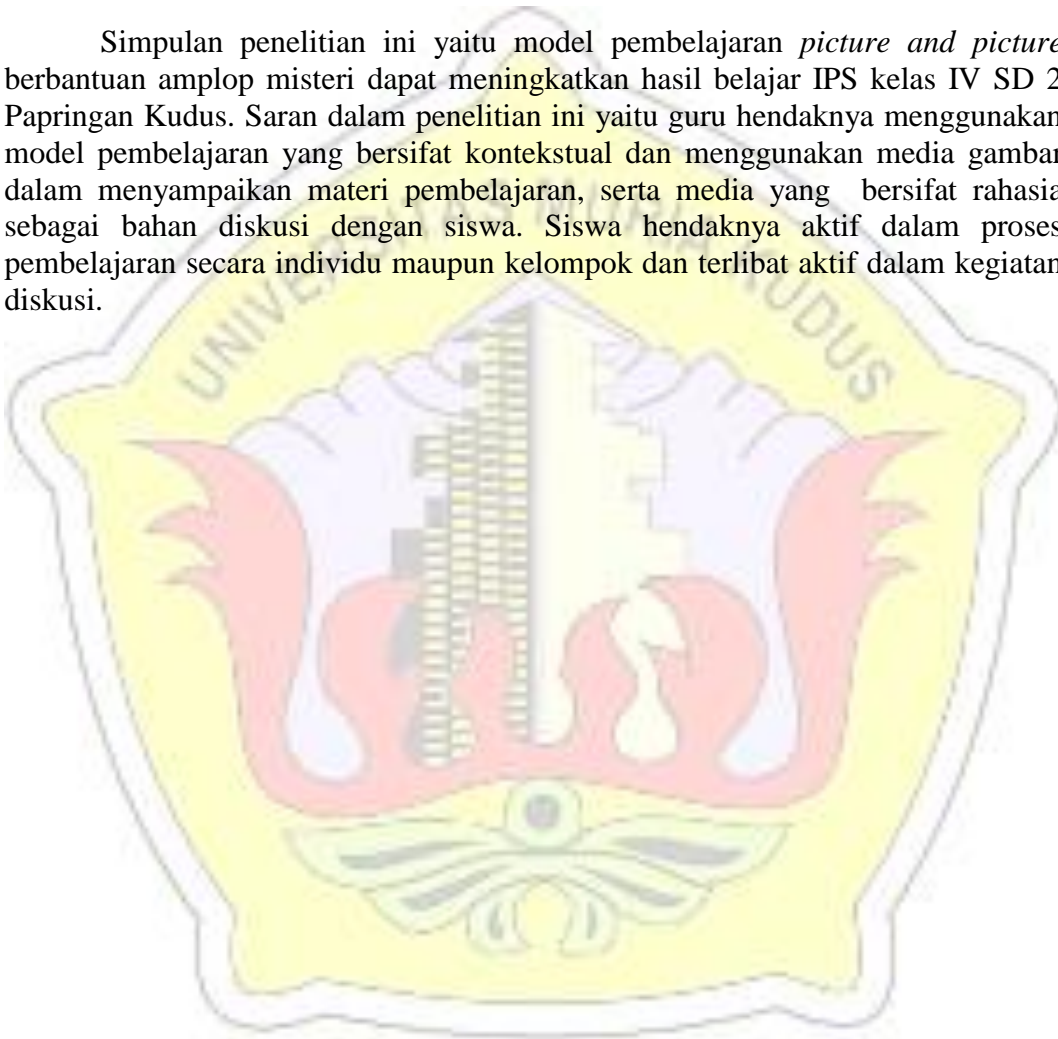 Simpulan penelitian ini yaitu model pembelajaran picture and picture
berbantuan amplop misteri dapat meningkatkan hasil belajar IPS kelas IV SD 2
Papringan Kudus. Saran dalam penelitian ini yaitu guru hendaknya menggunakan
model pembelajaran yang bersifat kontekstual dan menggunakan media gambar
dalam menyampaikan materi pembelajaran, serta media yang bersifat rahasia
sebagai bahan diskusi dengan siswa. Siswa hendaknya aktif dalam proses
pembelajaran secara individu maupun kelompok dan terlibat aktif dalam kegiatan
diskusi.
UNIVERSITAS MURIA KUDUS